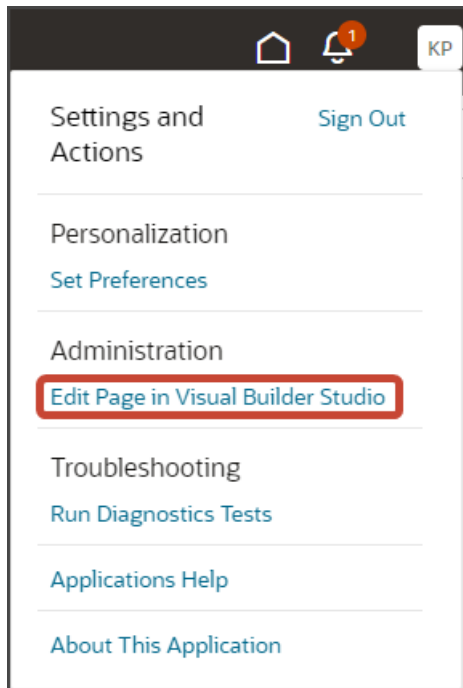 1
KP
Settings and
Actions
Sign Out
Personalization
Set Preferences
Administration
Edit Page in Visual Builder Studio
Troubleshooting
Run Diagnostics Tests
Applications Help
About This Application